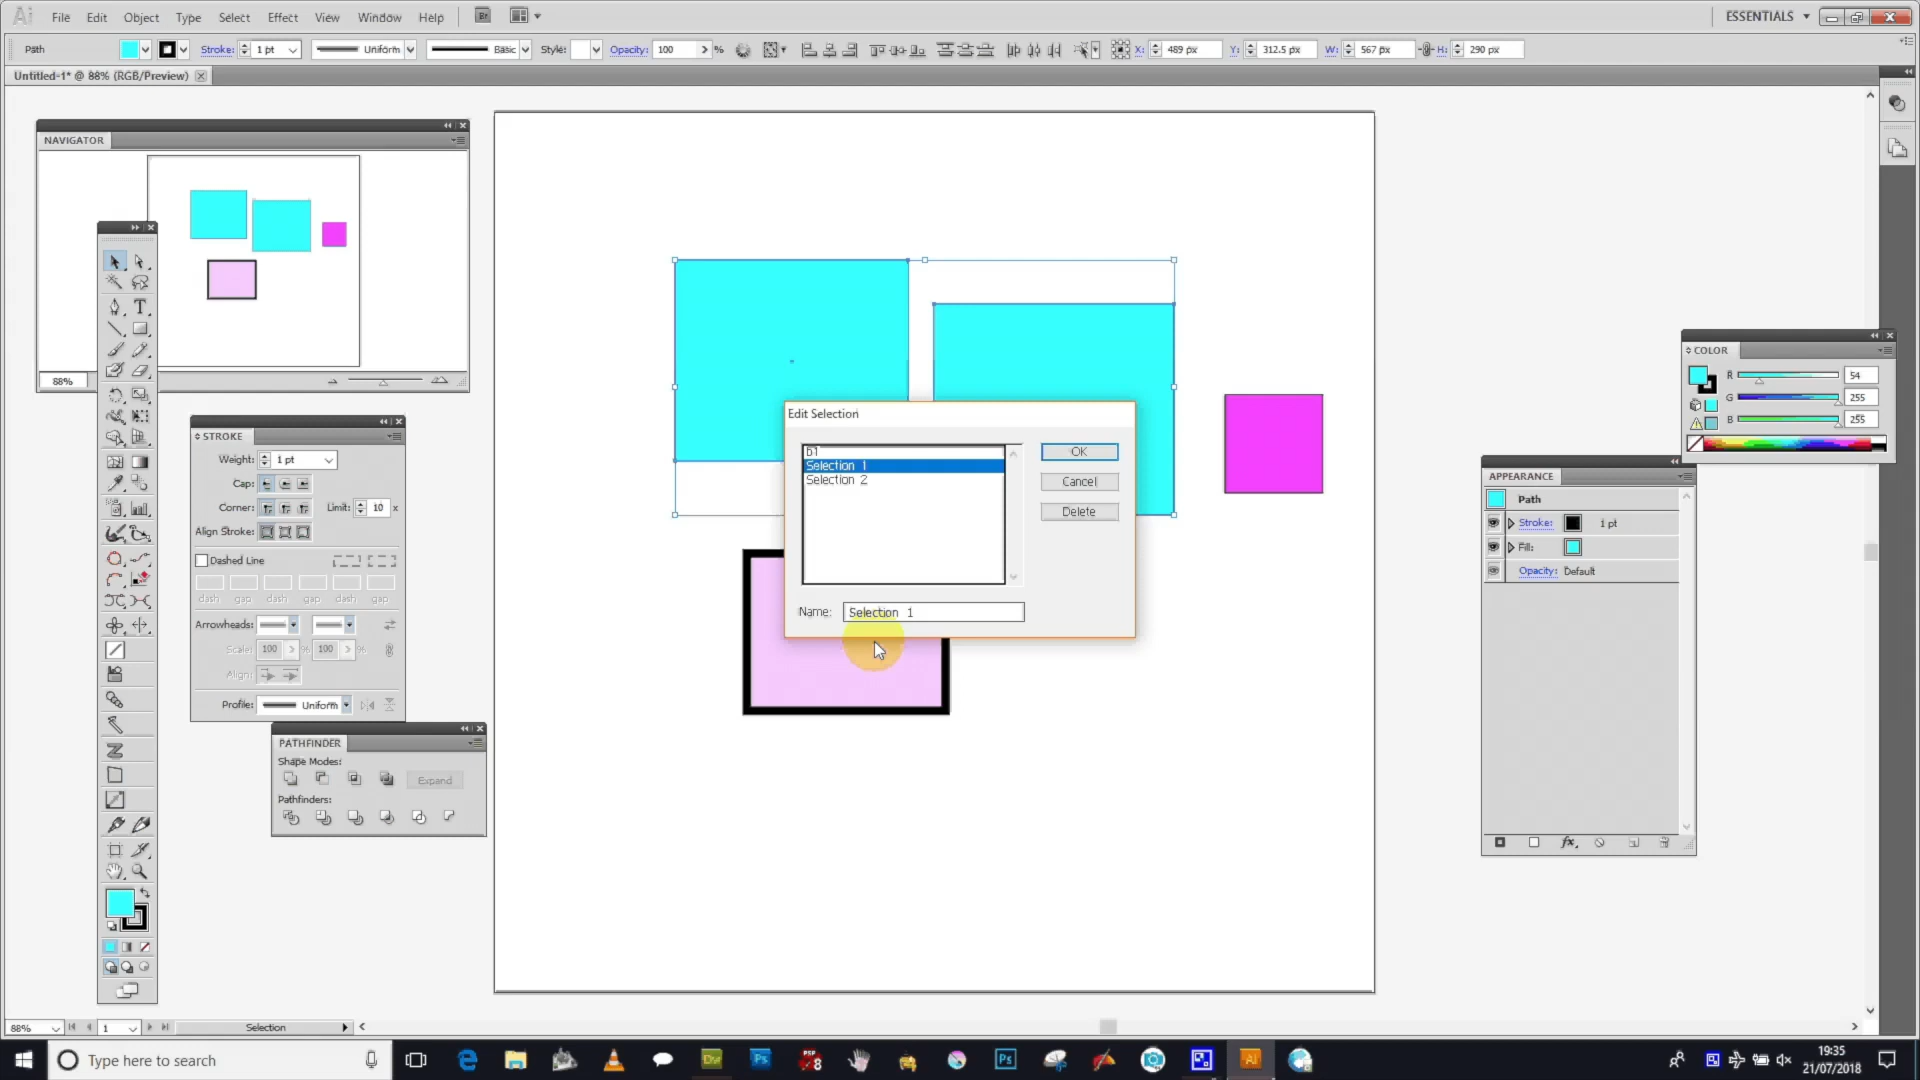 Ai File Edit Object Type Select Effect View Window Help Br ESSENTIALS
Path Stroke: 1 pt Uniform Basic Style: Opacity: 100 % X: 489 px Y: 312.5 px W: 567 px H: 290 px
Untitled-1* @ 88% (RGB/Preview)
NAVIGATOR
88%
STROKE
Weight: 1 pt
Cap:
Corner: Limit: 10 x
Align Stroke:
Dashed Line
dash gap dash gap dash gap
Arrowheads:
Scale: 100 % 100 %
Align:
Profile: Uniform
PATHFINDER
Shape Modes:
Expand
Pathfinders:
Edit Selection
b1
Selection 1
Selection 2
OK
Cancel
Delete
Name: Selection 1
COLOR
R 54
G 255
B 255
APPEARANCE
Path
Stroke: 1 pt
Fill:
Opacity: Default
fx
88% 1 Selection
Type here to search
19:35
21/07/2018